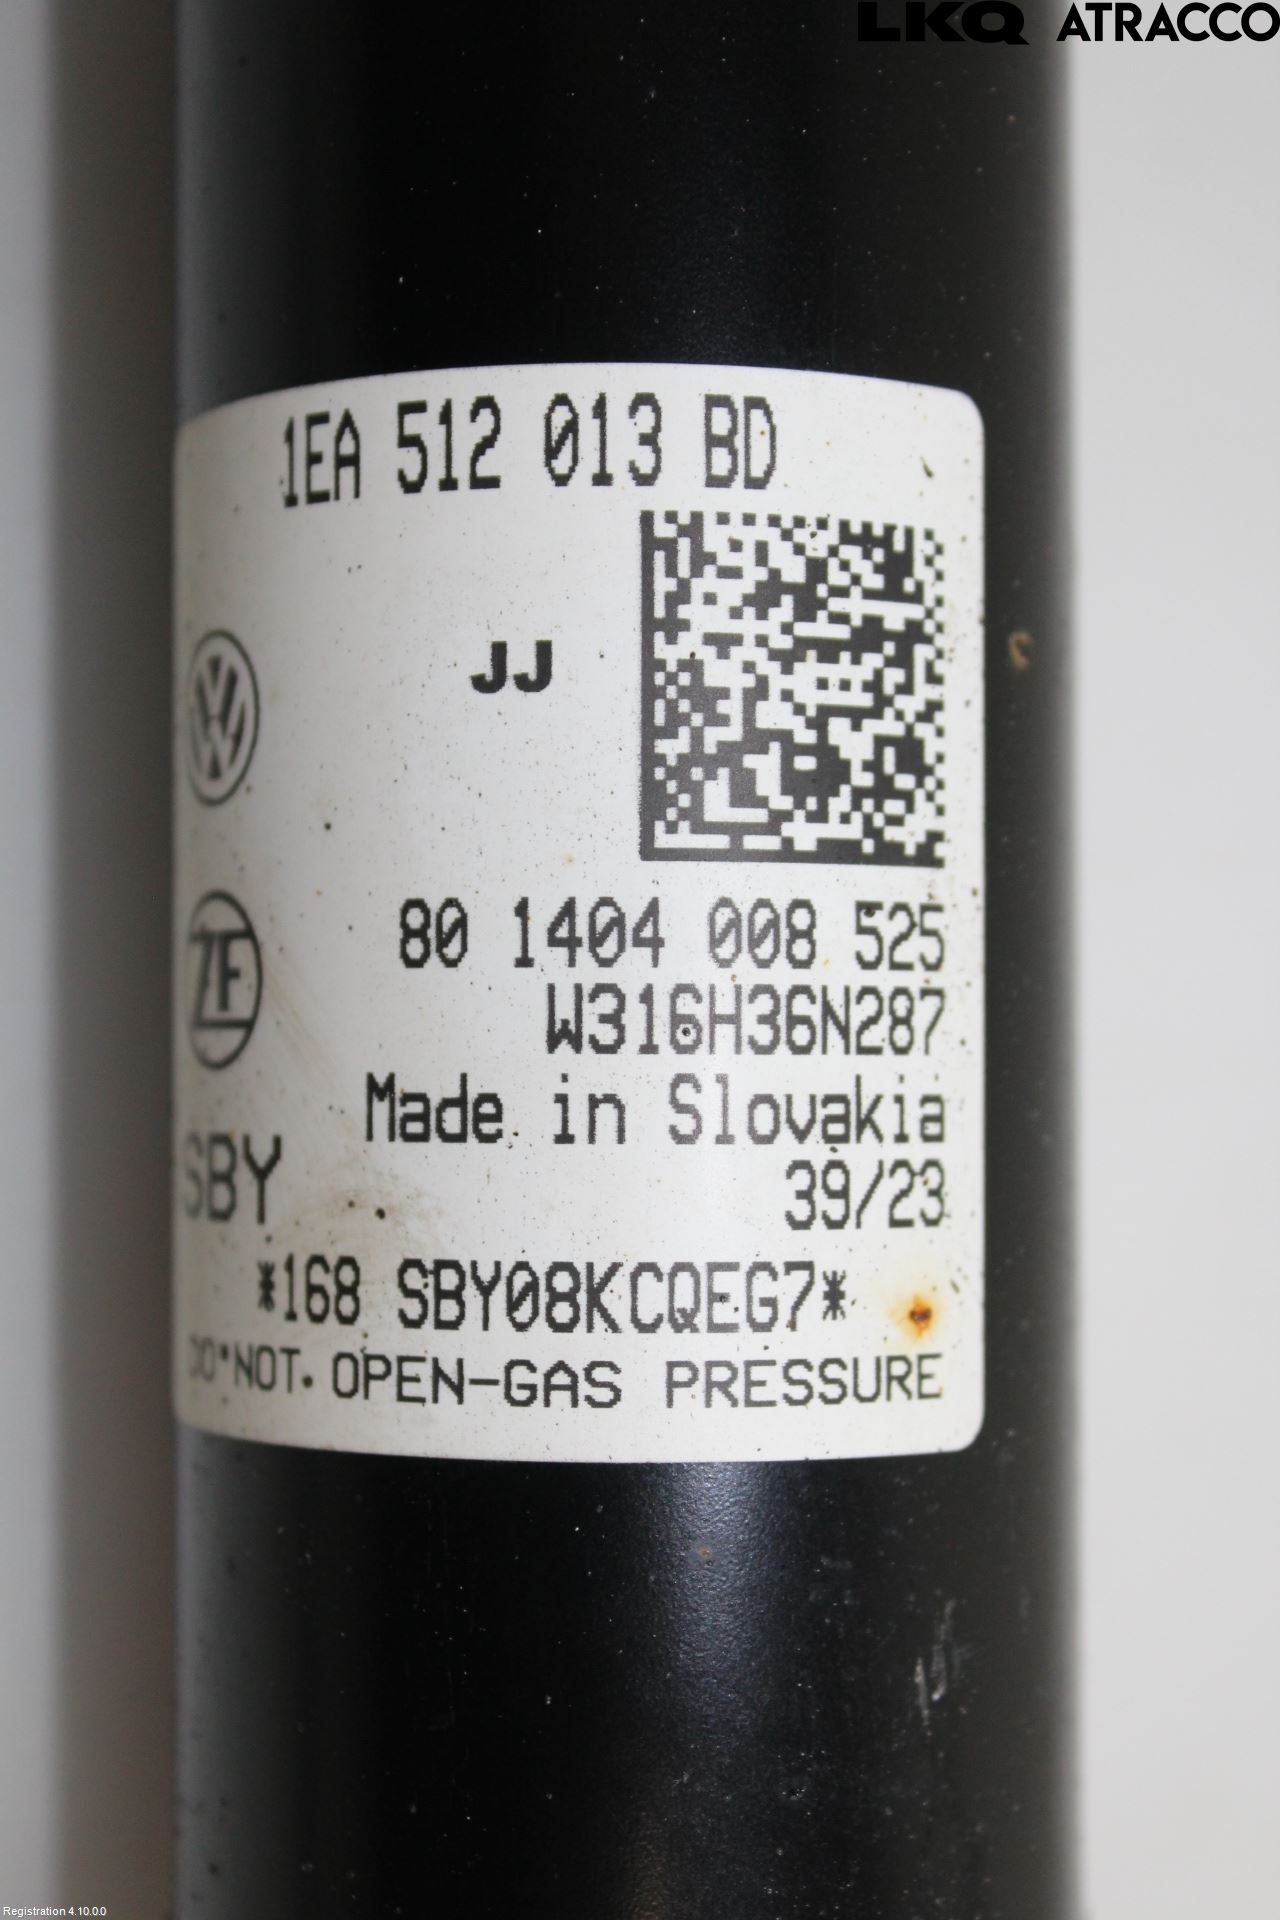 LKQ ATRACCO
1EA 512 013 BD
JJ
80 1404 008 525
ZF
W316H36N287
Made in Slovakia
SBY
39/23
*168 SBY08KCQEG7*
DO NOT. OPEN-GAS PRESSURE
Registration 4.10.0.0